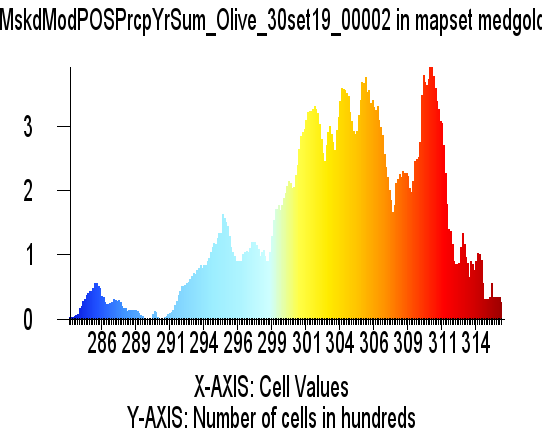 MskdModPOSPrcpYrSum_Olive_30set19_00002 in mapset medgold
3
2
1
0
286 289 291 294 296 299 301 304 306 309 311 314
X-AXIS: Cell Values
Y-AXIS: Number of cells in hundreds